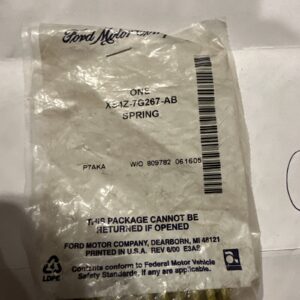 Ford Motor Company
ONE
XS4Z-7G267-AB
SPRING
P7AKA W/O 809782 061605
THIS PACKAGE CANNOT BE
RETURNED IF OPENED
FORD MOTOR COMPANY, DEARBORN, MI 48121
PRINTED IN U.S.A. REV 6/00 E3AB
Contents conform to Federal Motor Vehicle
Safety Standards, if any are applicable.
LDPE